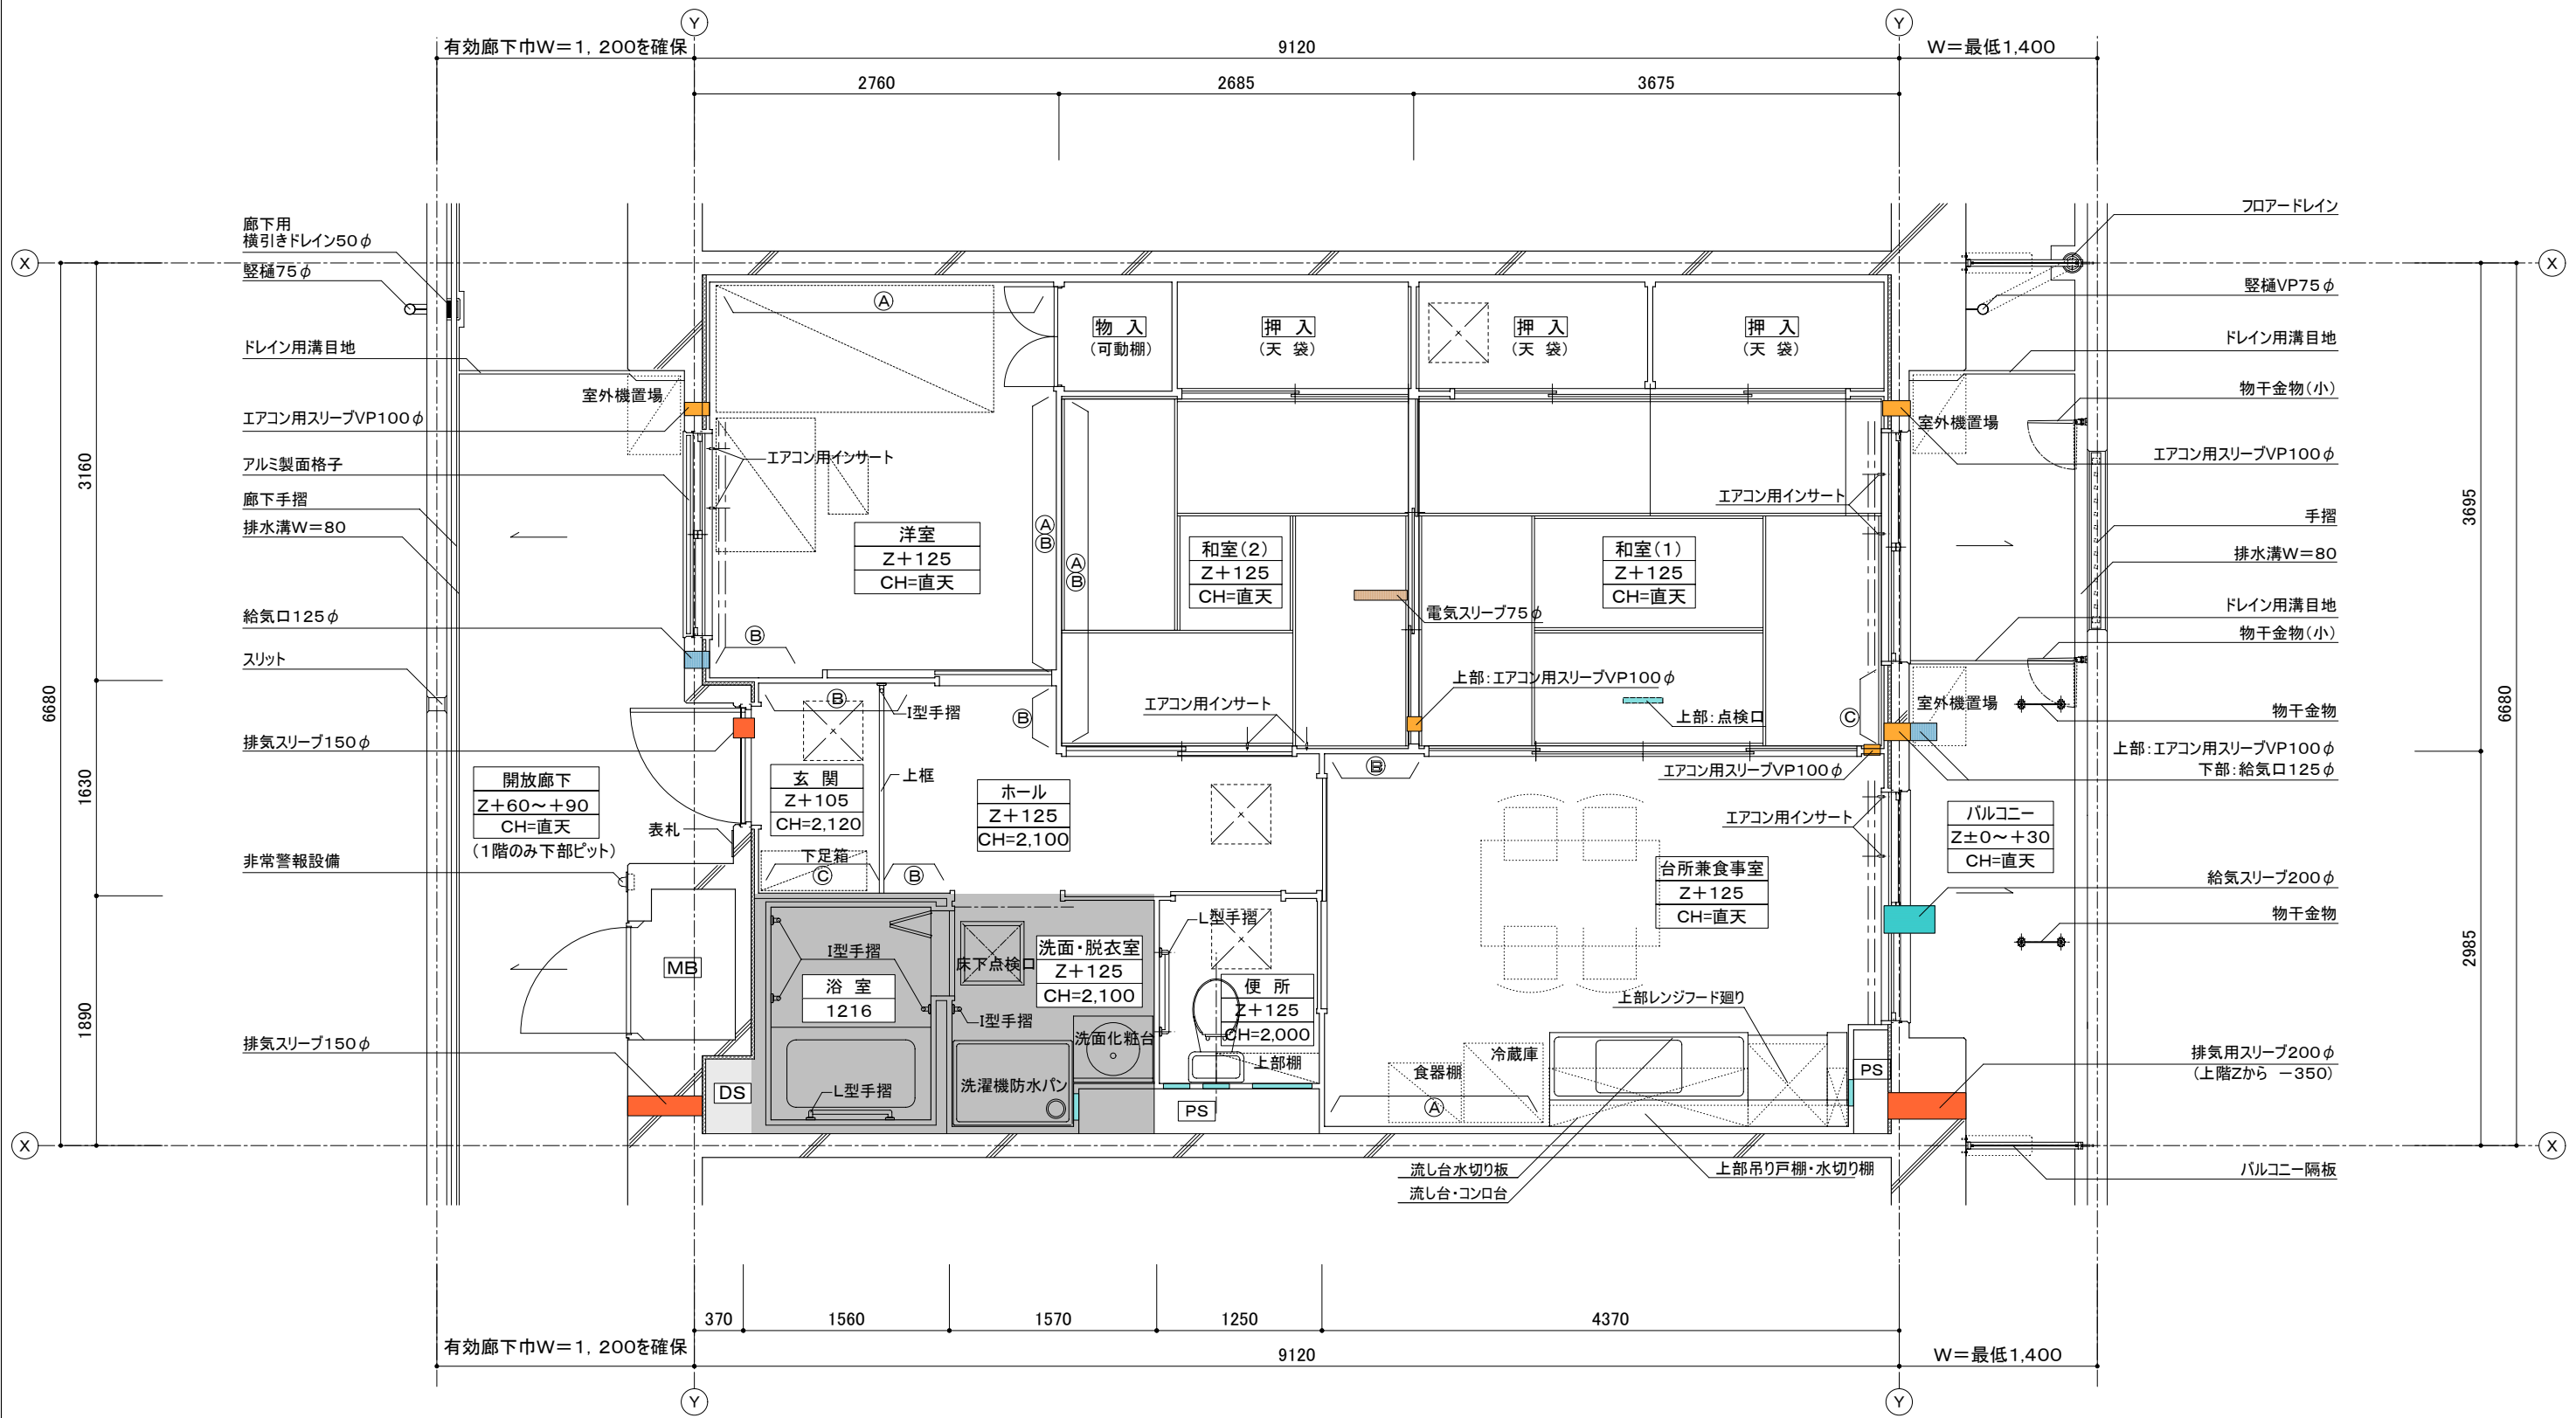 Y
Y
有効廊下巾W=1，200を確保
9120
W=最低1,400
2760
2685
3675
廊下用
横引きドレイン50φ
竪樋75φ
ドレイン用溝目地
エアコン用スリーブVP100φ
アルミ製面格子
廊下手摺
排水溝W=80
給気口125φ
スリット
排気スリーブ150φ
非常警報設備
排気スリーブ150φ
X
X
3160
1630
1890
6680
室外機置場
開放廊下
Z+60～+90
CH=直天
(1階のみ下部ピット)
表札
MB
DS
A
エアコン用インサート
洋室
Z+125
CH=直天
A
B
B
物 入
(可動棚)
押 入
(天 袋)
押 入
(天 袋)
押 入
(天 袋)
A
B
和室(2)
Z+125
CH=直天
和室(1)
Z+125
CH=直天
エアコン用インサート
電気スリーブ75φ
上部:エアコン用スリーブVP100φ
上部:点検口
エアコン用インサート
C
エアコン用スリーブVP100φ
B
I型手摺
B
玄 関
Z+105
CH=2,120
上框
下足箱
C
B
ホール
Z+125
CH=2,100
B
エアコン用インサート
台所兼食事室
Z+125
CH=直天
I型手摺
浴 室
1216
L型手摺
床下点検口
I型手摺
洗面・脱衣室
Z+125
CH=2,100
洗面化粧台
洗濯機防水パン
L型手摺
便 所
Z+125
CH=2,000
上部棚
PS
上部レンジフード廻り
冷蔵庫
食器棚
A
PS
流し台水切り板
流し台・コンロ台
上部吊り戸棚・水切り棚
室外機置場
室外機置場
バルコニー
Z±0～+30
CH=直天
フロアードレイン
竪樋VP75φ
ドレイン用溝目地
物干金物(小)
エアコン用スリーブVP100φ
手摺
排水溝W=80
ドレイン用溝目地
物干金物(小)
物干金物
上部:エアコン用スリーブVP100φ
下部:給気口125φ
給気スリーブ200φ
物干金物
排気用スリーブ200φ
(上階Zから －350)
バルコニー隔板
3695
2985
6680
X
X
370
1560
1570
1250
4370
有効廊下巾W=1，200を確保
9120
W=最低1,400
Y
Y